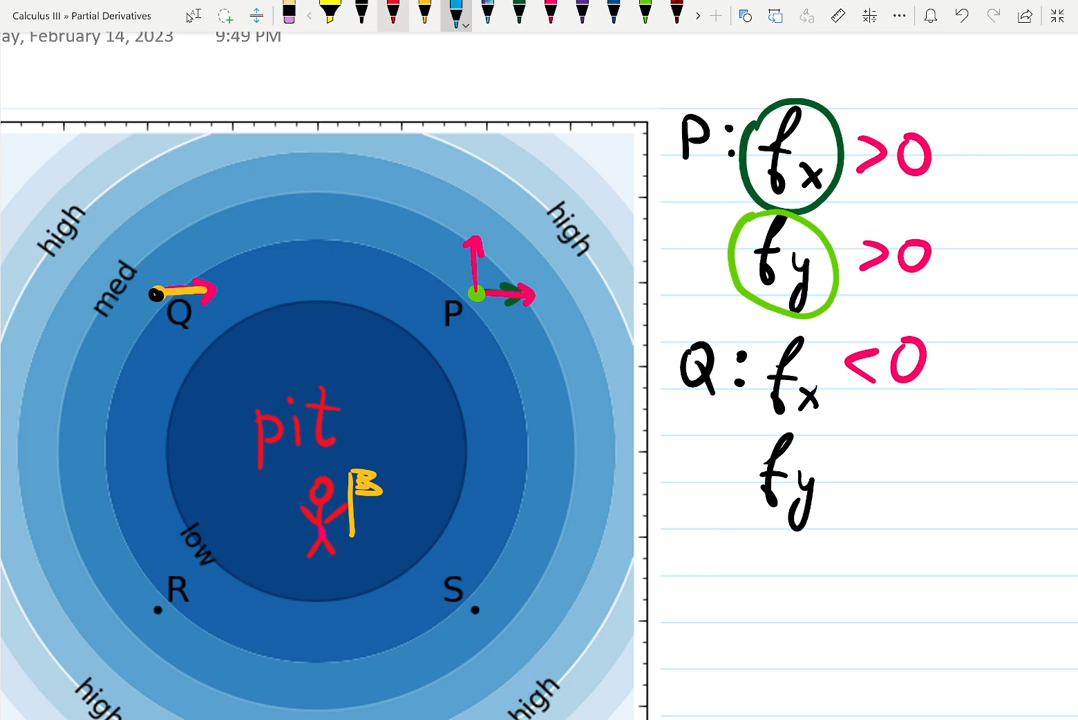 Calculus III » Partial Derivatives
ay, February 14, 2023 9:49 PM
high
high
med
Q
P
pit
low
R
S
high
high
P: fx >0
fy >0
Q: fx <0
fy